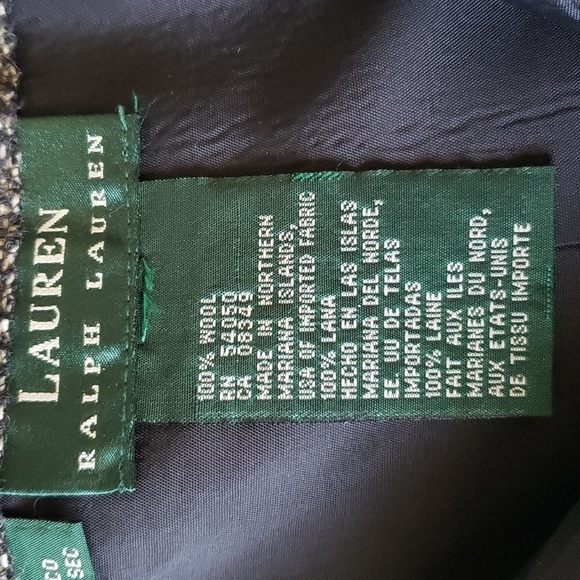 LAUREN
RALPH LAUREN
100% WOOL
RN 54050
CA 08349
MADE IN NORTHERN
MARIANA ISLANDS,
USA OF IMPORTED FABRIC
100% LANA
HECHO EN LAS ISLAS
MARIANA DEL NORDE,
EE. UU DE TELAS
IMPORTADAS
100% LAINE
FAIT AUX ILES
MARIANES DU NORD,
AUX ETATS-UNIS
DE TISSU IMPORTE
CO
SEC